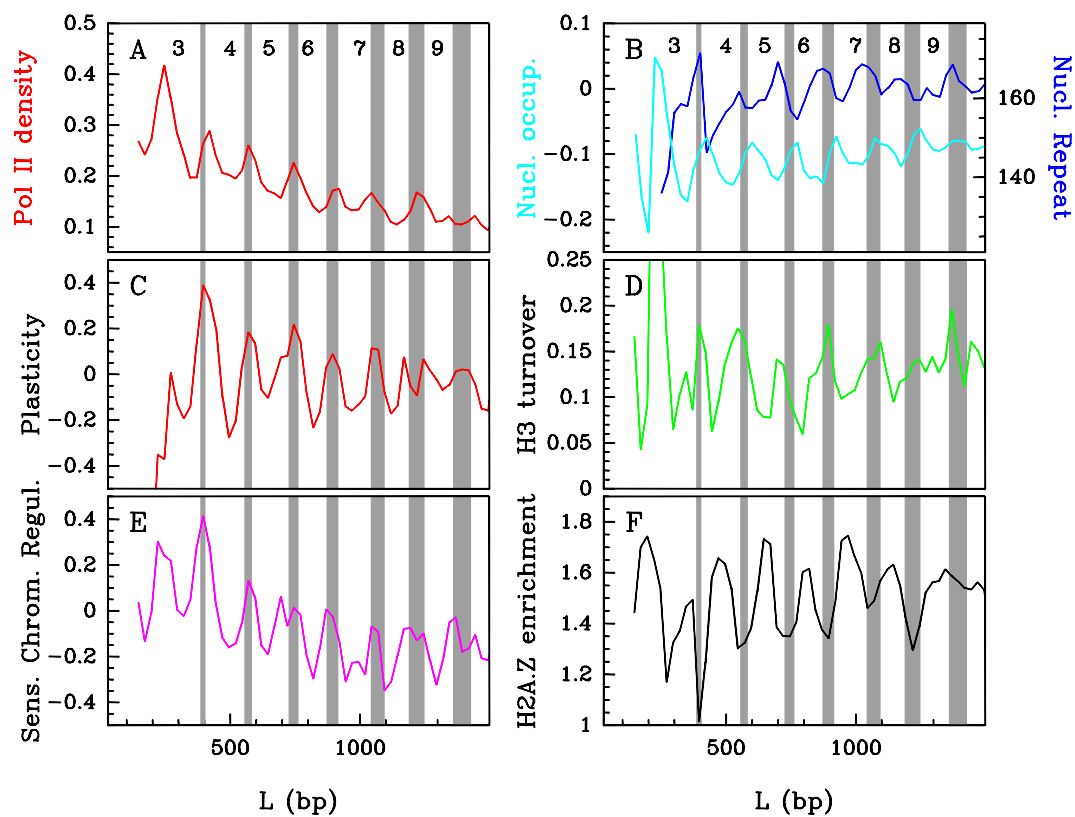 A 3 4 5 6 7 8 9
0.5
0.4
0.3
0.2
0.1
Pol II density
B 3 4 5 6 7 8 9
0.1
0
−0.1
−0.2
Nucl. occup.
160
140
Nucl. Repeat
C
0.4
0.2
0
−0.2
−0.4
Plasticity
D
0.25
0.2
0.15
0.1
0.05
0
H3 turnover
E
0.4
0.2
0
−0.2
−0.4
Sens. Chrom. Regul.
500 1000
L (bp)
F
1.8
1.6
1.4
1.2
1
H2A.Z enrichment
500 1000
L (bp)